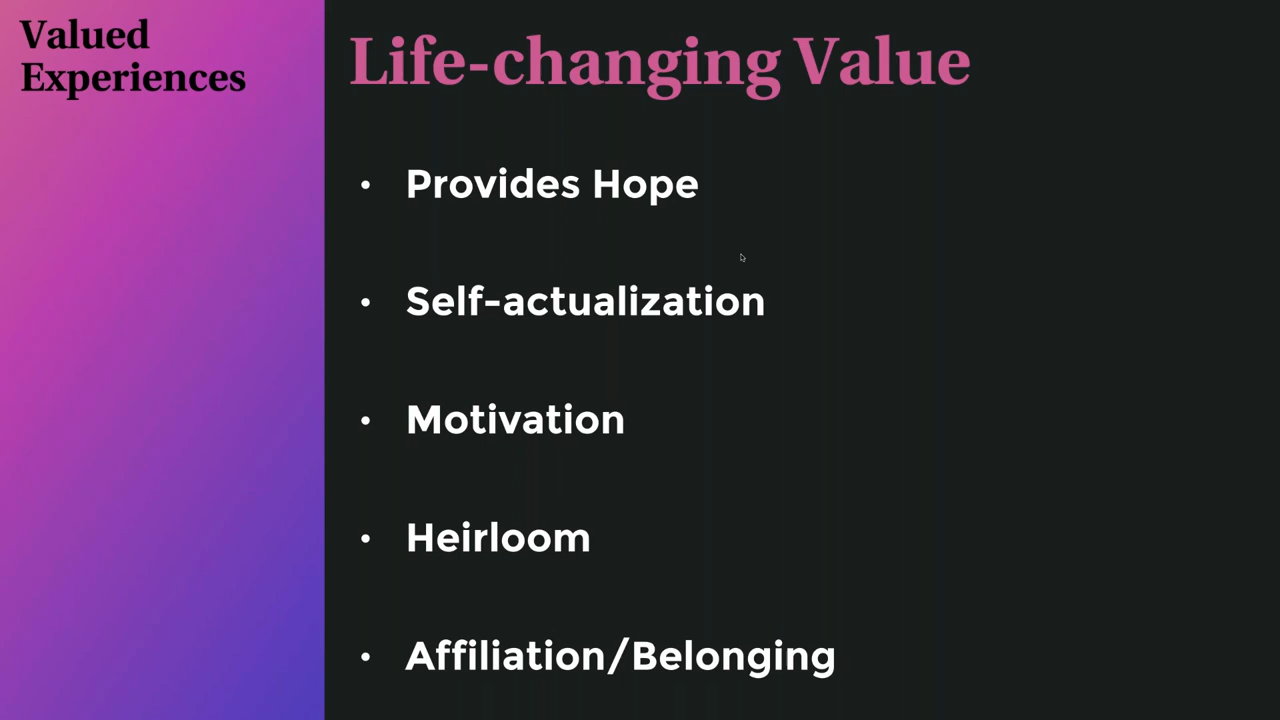 Valued
Experiences
Life-changing Value
• Provides Hope
• Self-actualization
• Motivation
• Heirloom
• Affiliation/Belonging